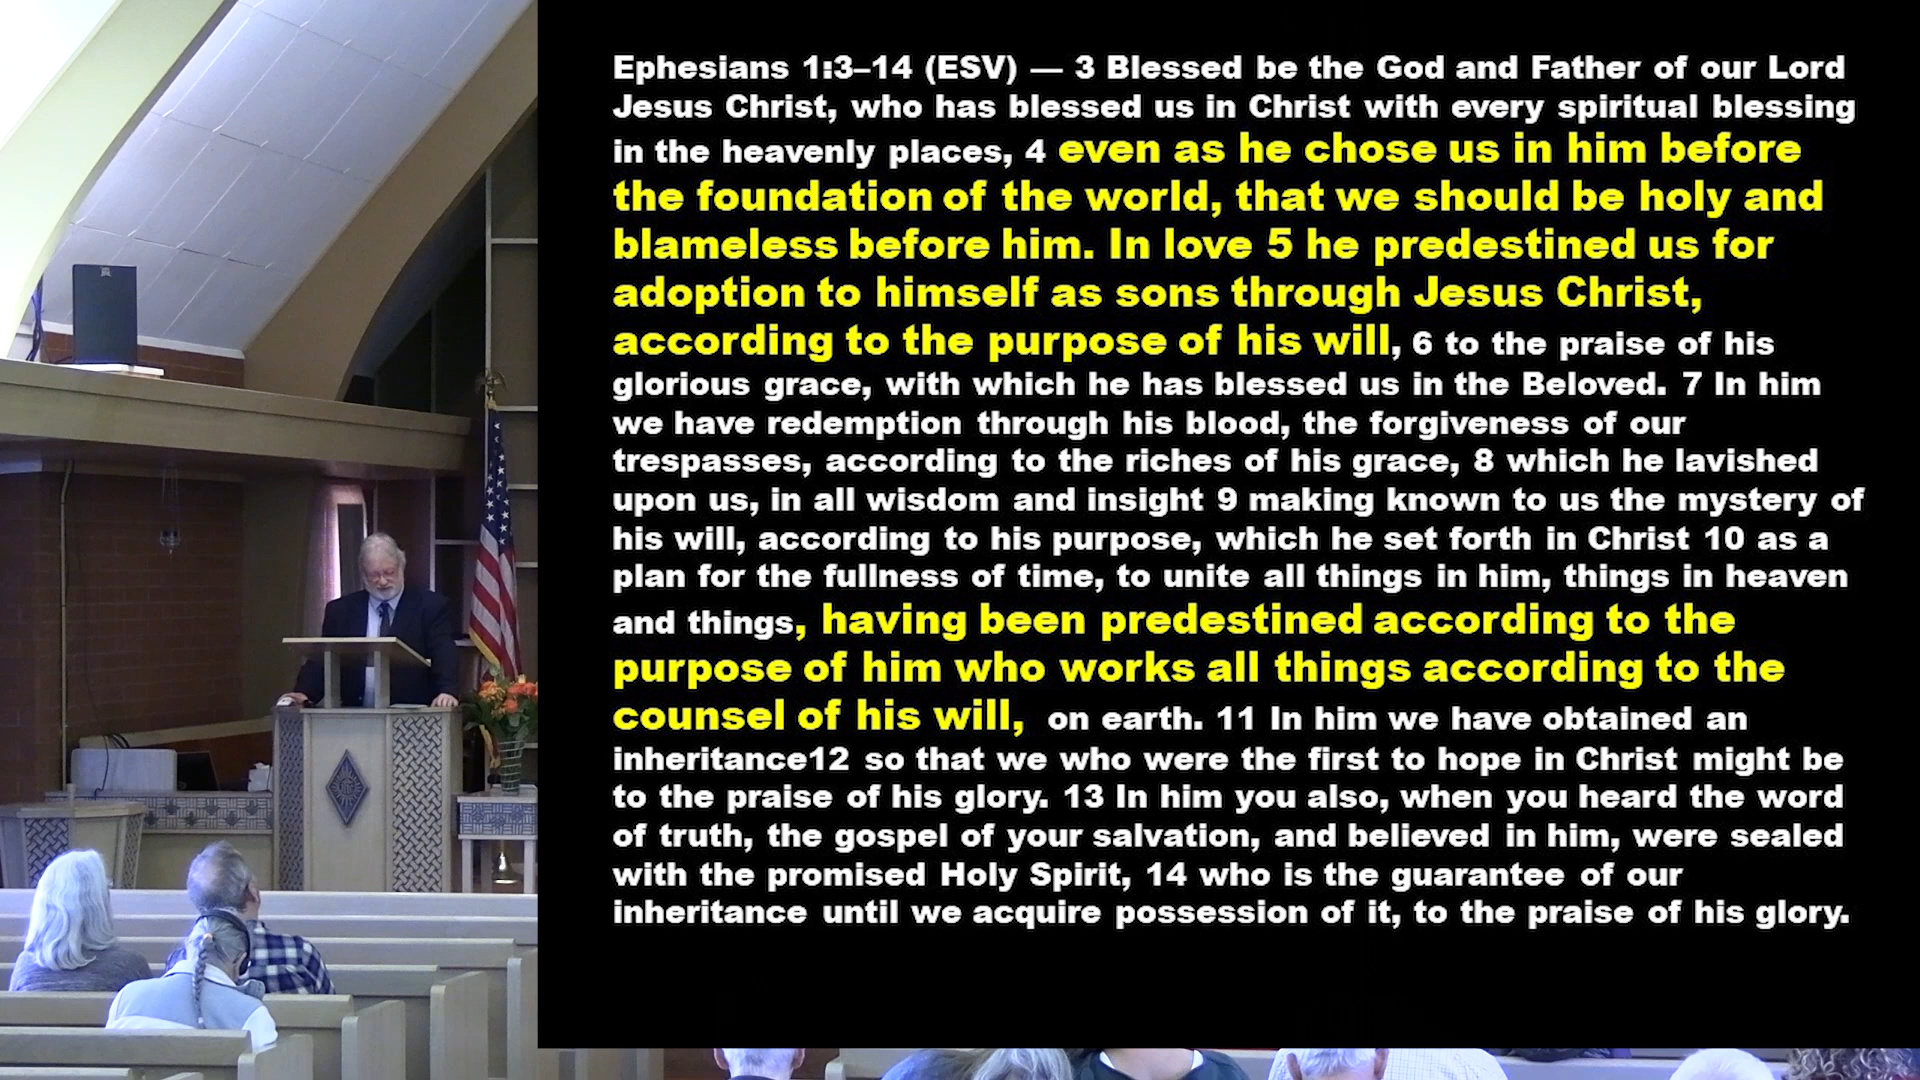 Ephesians 1:3–14 (ESV) — 3 Blessed be the God and Father of our Lord
Jesus Christ, who has blessed us in Christ with every spiritual blessing
in the heavenly places, 4 even as he chose us in him before
the foundation of the world, that we should be holy and
blameless before him. In love 5 he predestined us for
adoption to himself as sons through Jesus Christ,
according to the purpose of his will, 6 to the praise of his
glorious grace, with which he has blessed us in the Beloved. 7 In him
we have redemption through his blood, the forgiveness of our
trespasses, according to the riches of his grace, 8 which he lavished
upon us, in all wisdom and insight 9 making known to us the mystery of
his will, according to his purpose, which he set forth in Christ 10 as a
plan for the fullness of time, to unite all things in him, things in heaven
and things, having been predestined according to the
purpose of him who works all things according to the
counsel of his will, on earth. 11 In him we have obtained an
inheritance12 so that we who were the first to hope in Christ might be
to the praise of his glory. 13 In him you also, when you heard the word
of truth, the gospel of your salvation, and believed in him, were sealed
with the promised Holy Spirit, 14 who is the guarantee of our
inheritance until we acquire possession of it, to the praise of his glory.